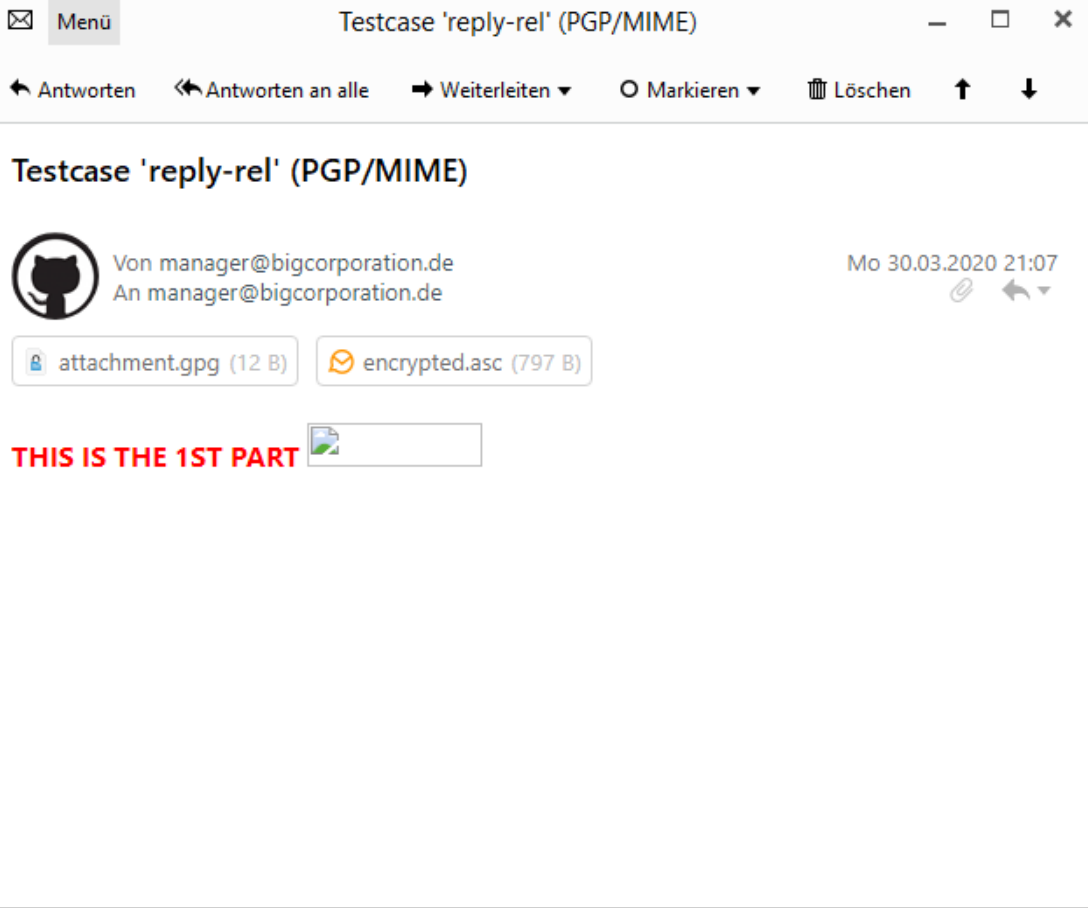 Menü Testcase 'reply-rel' (PGP/MIME)
Antworten Antworten an alle Weiterleiten Markieren Löschen
Testcase 'reply-rel' (PGP/MIME)
Von manager@bigcorporation.de Mo 30.03.2020 21:07
An manager@bigcorporation.de
attachment.gpg (12 B) encrypted.asc (797 B)
THIS IS THE 1ST PART